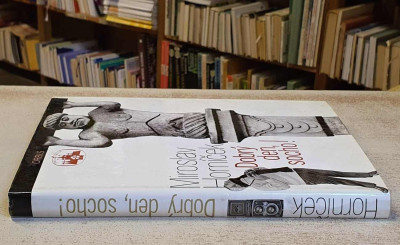 Miroslav
Horníček
Dobrý
den,
socho!
Horníček Dobrý den, socho!